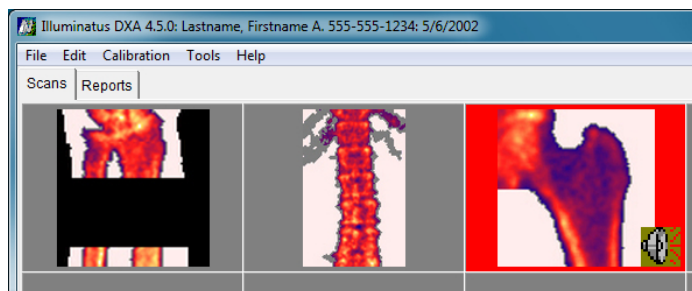 Illuminatus DXA 4.5.0: Lastname, Firstname A. 555-555-1234: 5/6/2002
File Edit Calibration Tools Help
Scans Reports